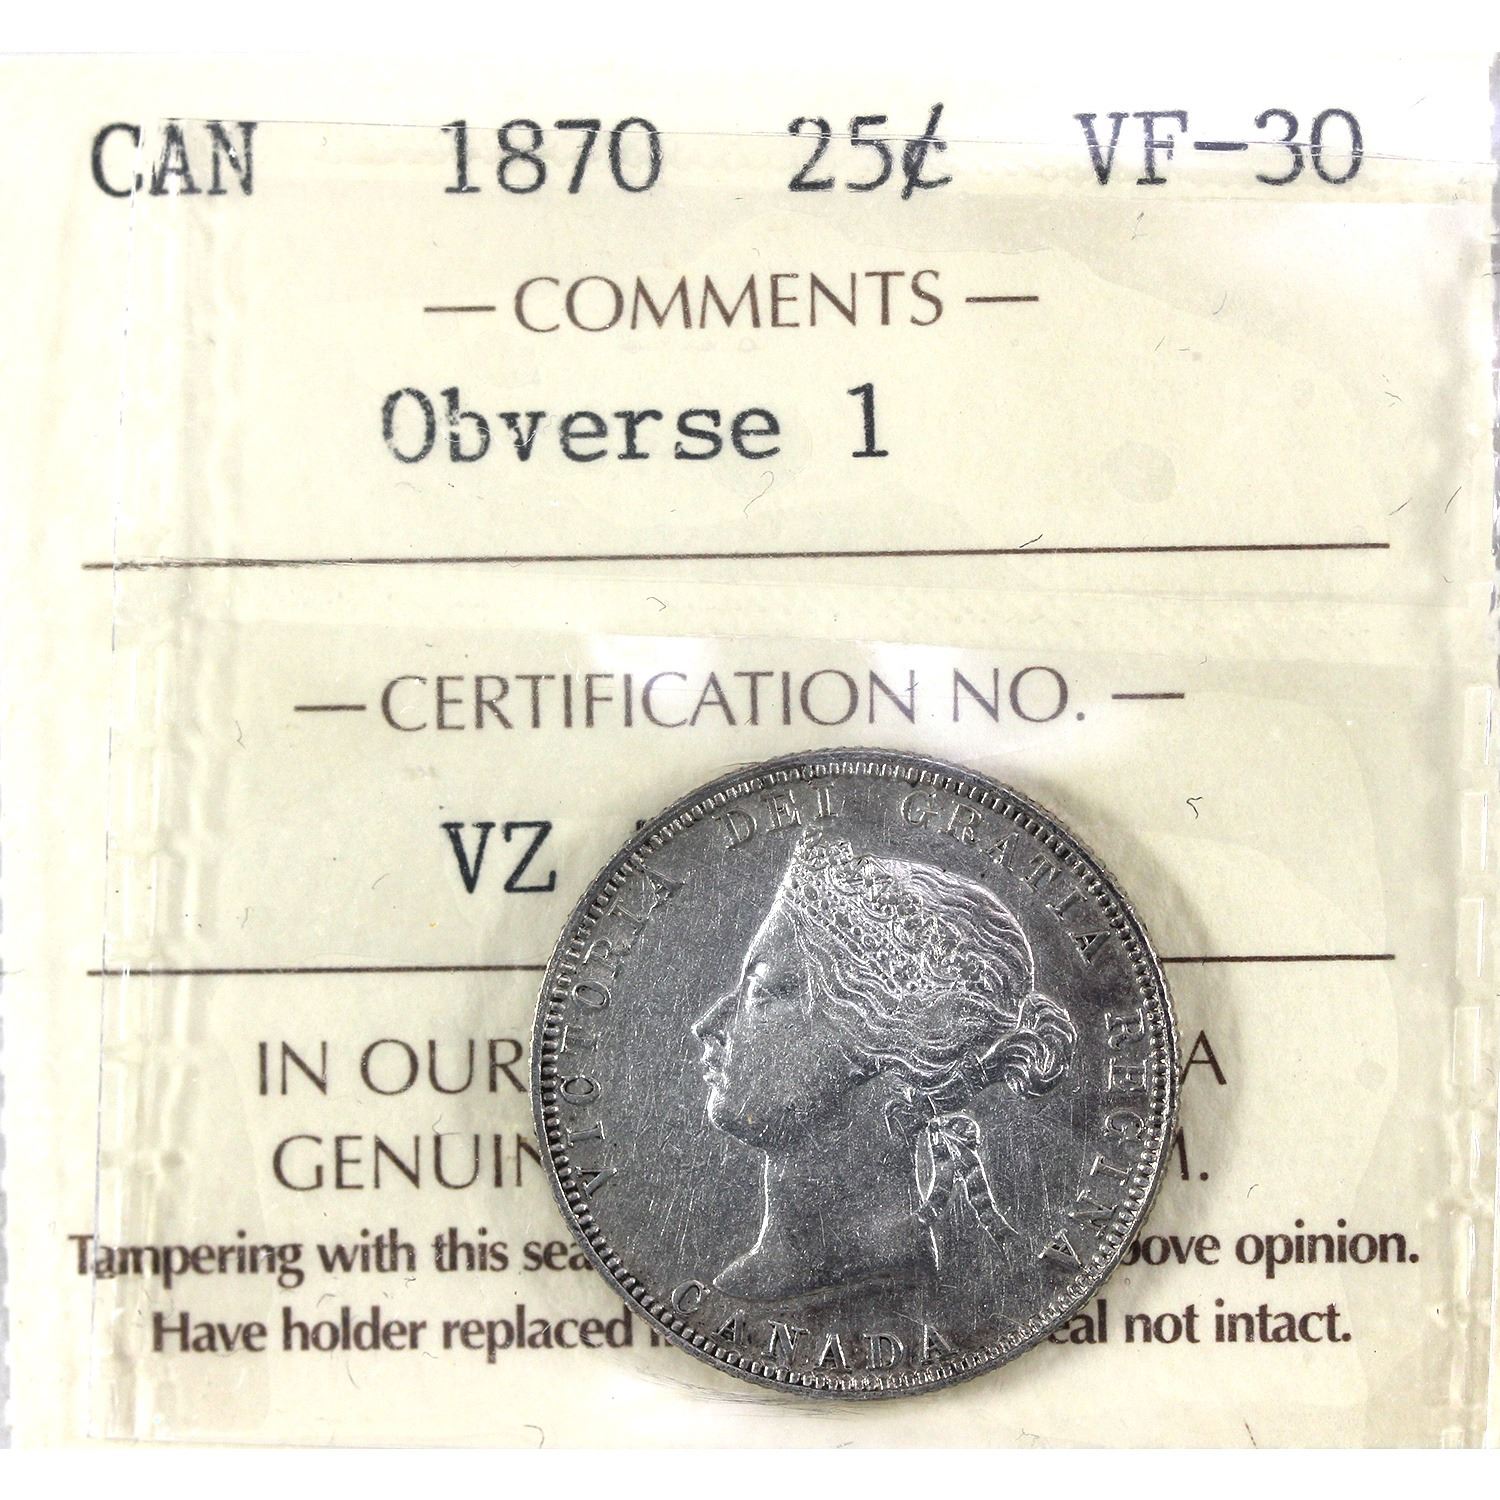 CAN 1870 25¢ VF-30
— COMMENTS —
Obverse 1
— CERTIFICATION NO. —
VZ
IN OUR A
GENUIN M.
Tampering with this sea bove opinion.
Have holder replaced eal not intact.
VICTORIA DEI GRATIA REGINA
CANADA